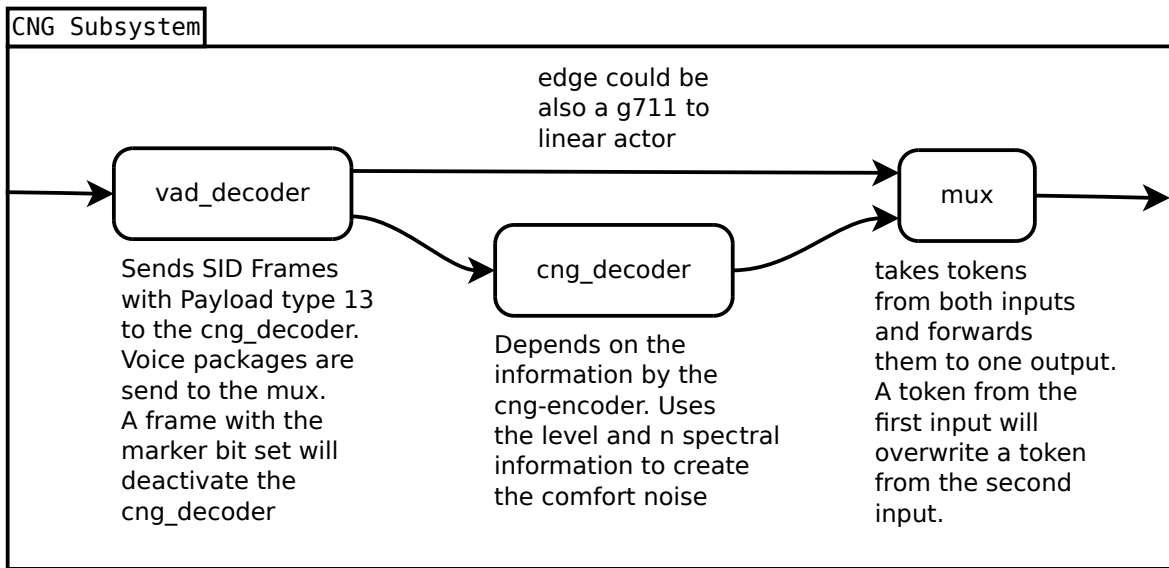 CNG Subsystem
edge could be
also a g711 to
linear actor
vad_decoder
mux
cng_decoder
Sends SID Frames
with Payload type 13
to the cng_decoder.
Voice packages are
send to the mux.
A frame with the
marker bit set will
deactivate the
cng_decoder
Depends on the
information by the
cng-encoder. Uses
the level and n spectral
information to create
the comfort noise
takes tokens
from both inputs
and forwards
them to one output.
A token from the
first input will
overwrite a token
from the second
input.